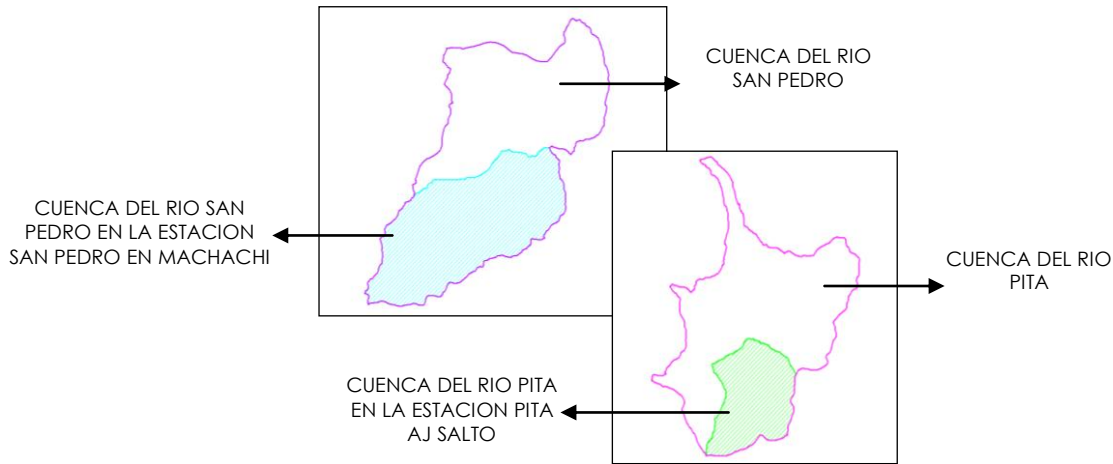 CUENCA DEL RIO
SAN PEDRO
CUENCA DEL RIO SAN
PEDRO EN LA ESTACION
SAN PEDRO EN MACHACHI
CUENCA DEL RIO
PITA
CUENCA DEL RIO PITA
EN LA ESTACION PITA
AJ SALTO